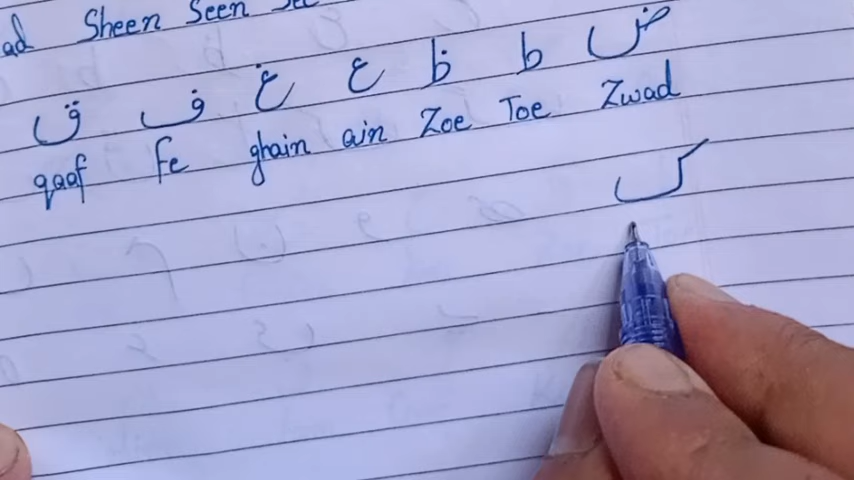 Sheen Seen
ض ط ظ ع غ ف ق
qaaf Fe ghain ain Zoe Toe Zwad
ک